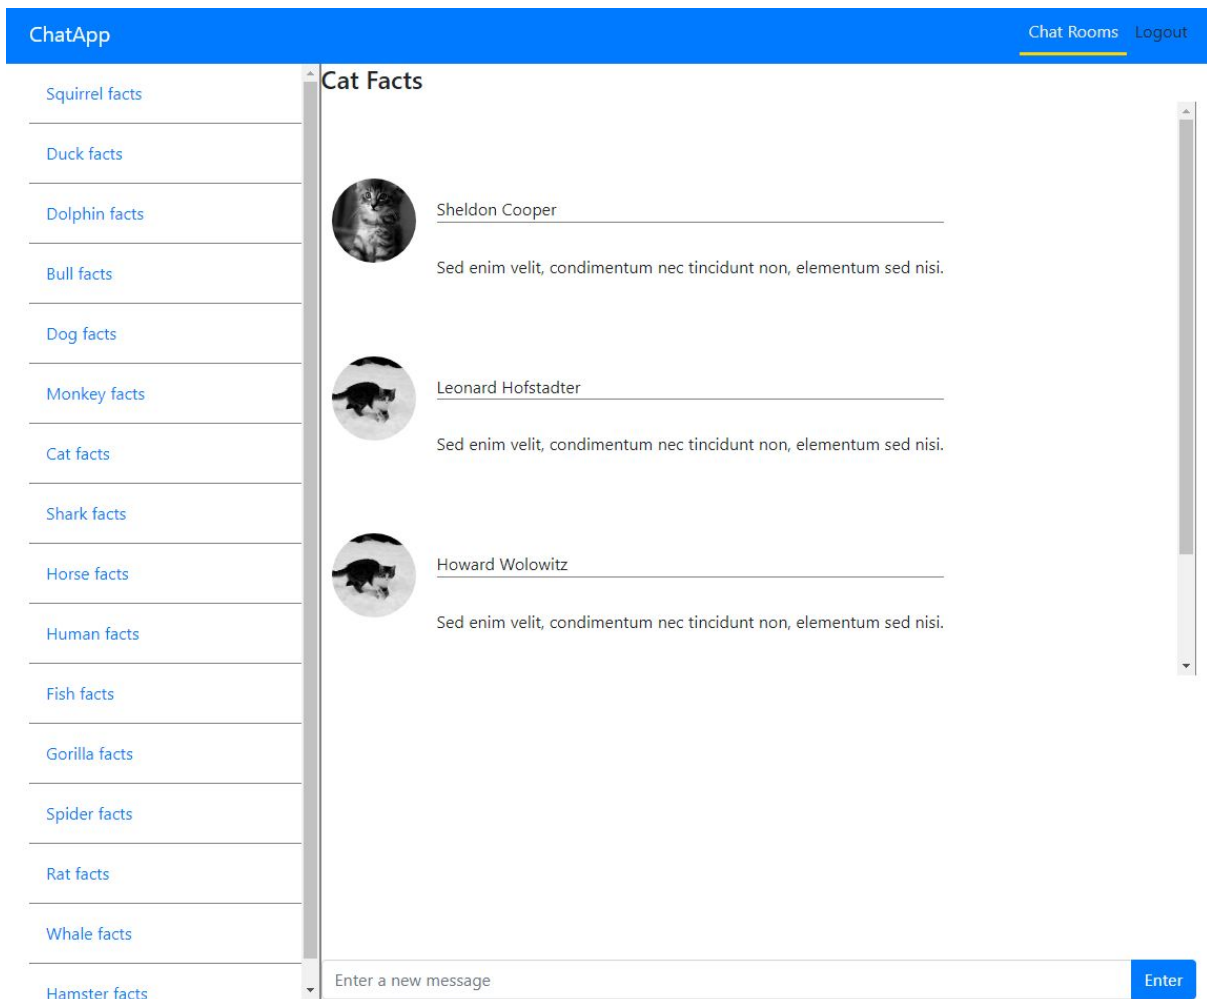 ChatApp
Chat Rooms
Logout
Squirrel facts
Duck facts
Dolphin facts
Bull facts
Dog facts
Monkey facts
Cat facts
Shark facts
Horse facts
Human facts
Fish facts
Gorilla facts
Spider facts
Rat facts
Whale facts
Hamster facts
Cat Facts
Sheldon Cooper
Sed enim velit, condimentum nec tincidunt non, elementum sed nisi.
Leonard Hofstadter
Sed enim velit, condimentum nec tincidunt non, elementum sed nisi.
Howard Wolowitz
Sed enim velit, condimentum nec tincidunt non, elementum sed nisi.
Enter a new message
Enter